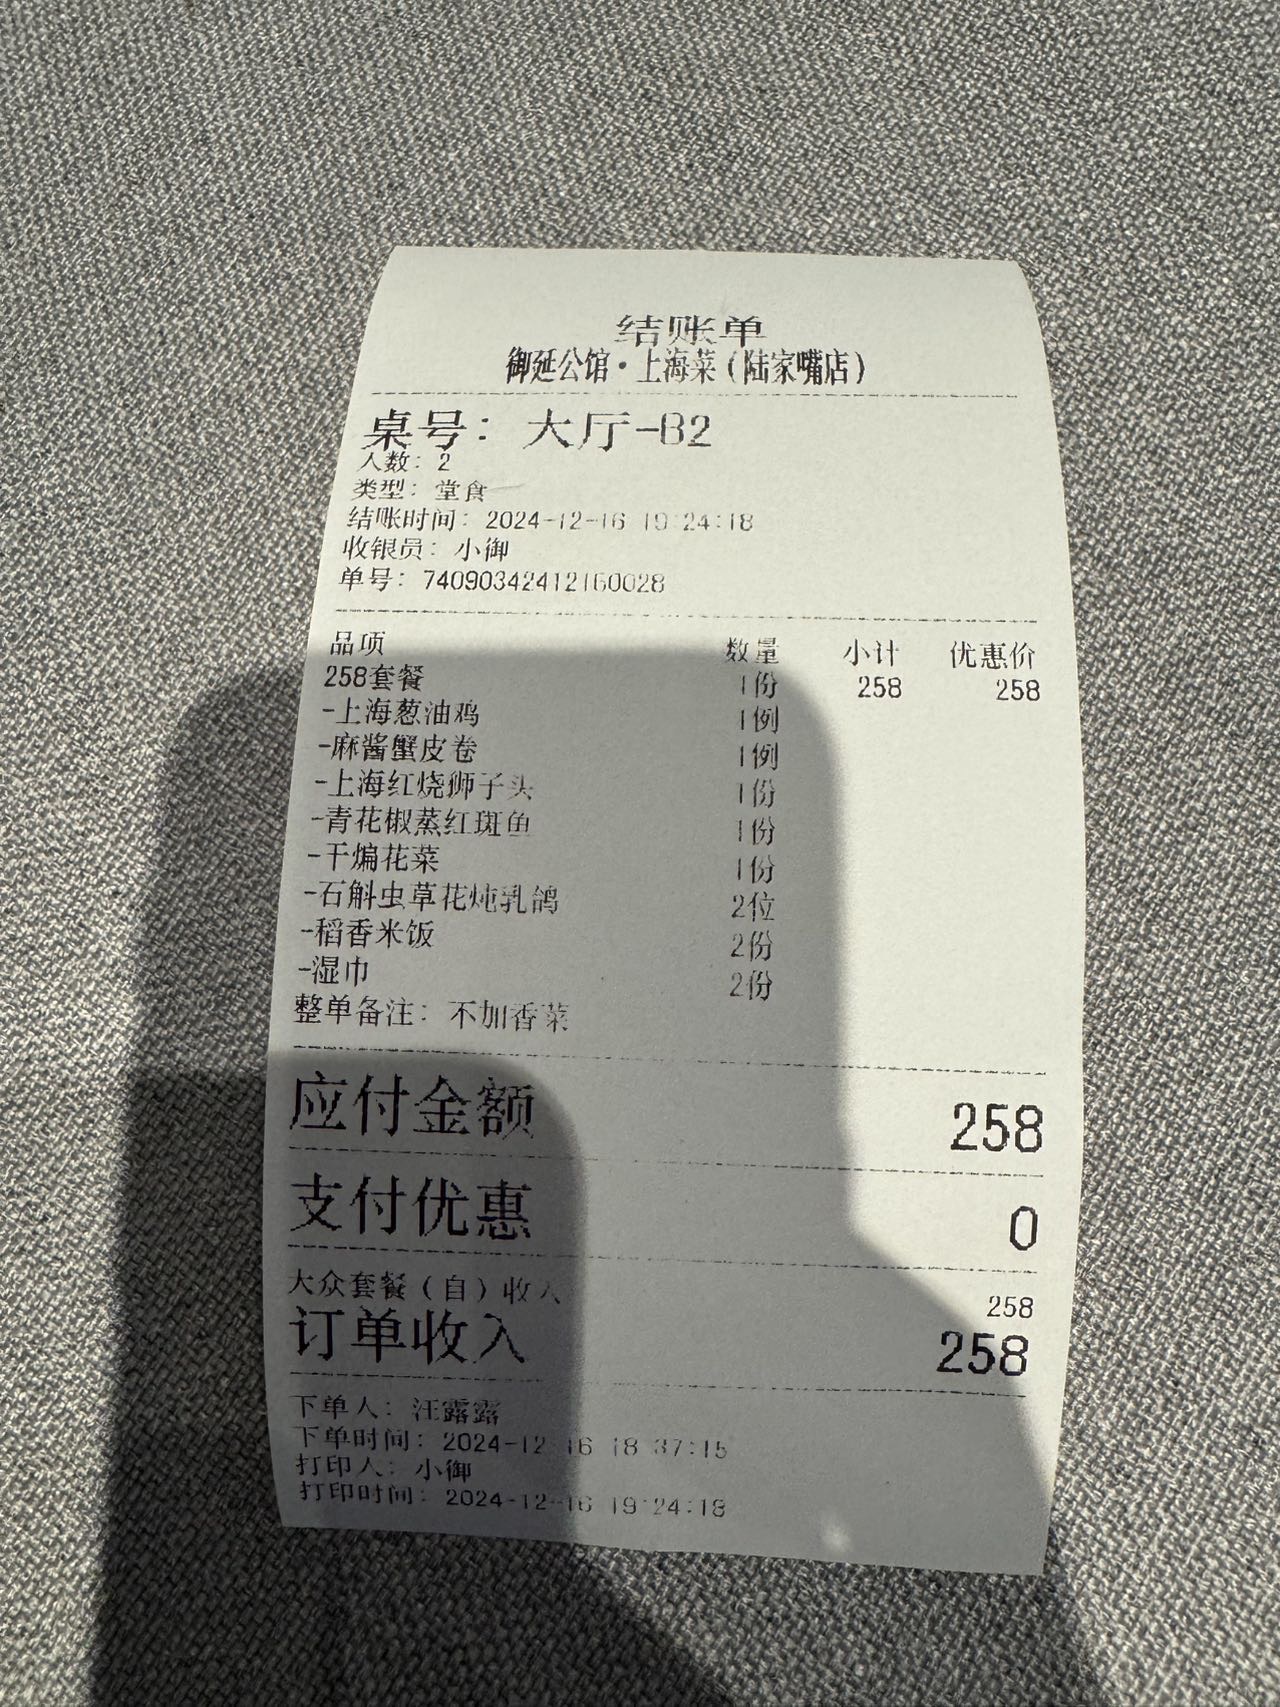 结账单
御延公馆·上海菜(陆家嘴店)
桌号: 大厅-B2
人数: 2
类型: 堂食
结账时间: 2024-12-16 19:24:18
收银员: 小御
单号: 74090342412160028
品项 数量 小计 优惠价
258套餐 1份 258 258
-上海葱油鸡 1例
-麻酱蟹皮卷 1例
-上海红烧狮子头 1份
-青花椒蒸红斑鱼 1份
-干煸花菜 1份
-石斛虫草花炖乳鸽 2位
-稻香米饭 2份
-湿巾 2份
整单备注: 不加香菜
应付金额 258
支付优惠 0
大众套餐(自)收入 258
订单收入 258
下单人: 汪露露
下单时间: 2024-12-16 18:37:15
打印人: 小御
打印时间: 2024-12-16 19:24:18